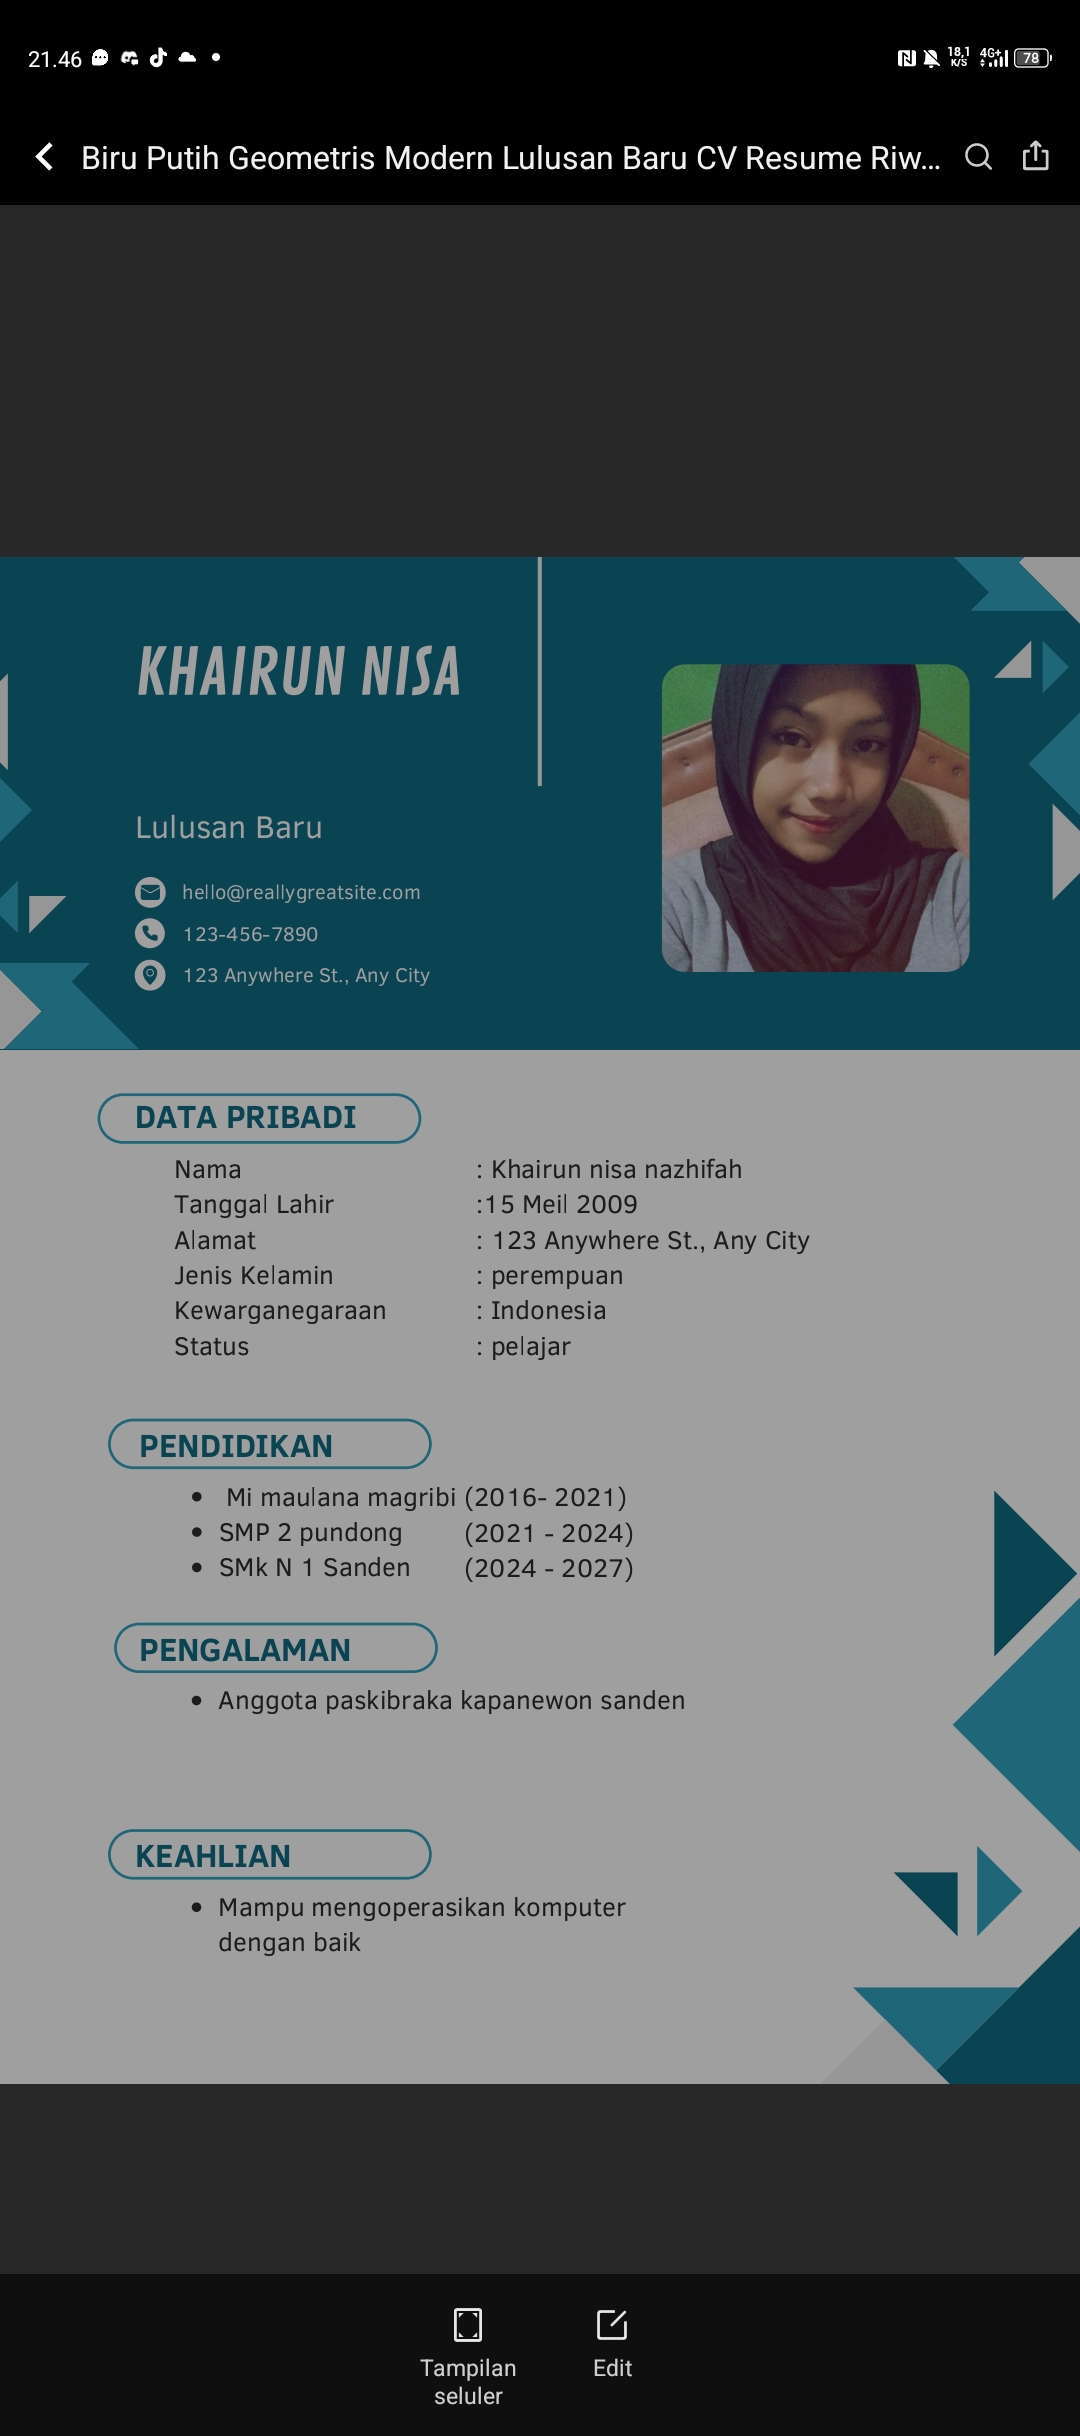 21.46
18,1
K/S
4G+
78
Biru Putih Geometris Modern Lulusan Baru CV Resume Riw...
KHAIRUN NISA
Lulusan Baru
hello@reallygreatsite.com
123-456-7890
123 Anywhere St., Any City
DATA PRIBADI
Nama : Khairun nisa nazhifah
Tanggal Lahir :15 Meil 2009
Alamat : 123 Anywhere St., Any City
Jenis Kelamin : perempuan
Kewarganegaraan : Indonesia
Status : pelajar
PENDIDIKAN
• Mi maulana magribi (2016- 2021)
• SMP 2 pundong (2021 - 2024)
• SMk N 1 Sanden (2024 - 2027)
PENGALAMAN
• Anggota paskibraka kapanewon sanden
KEAHLIAN
• Mampu mengoperasikan komputer
dengan baik
Tampilan
seluler
Edit